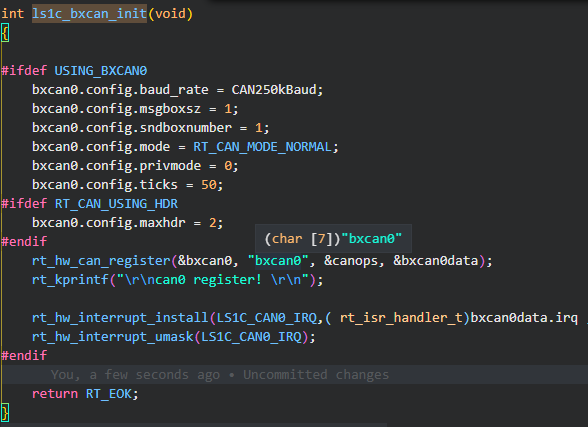 int ls1c_bxcan_init(void)
{
#ifdef USING_BXCAN0
bxcan0.config.baud_rate = CAN250kBaud;
bxcan0.config.msgboxsz = 1;
bxcan0.config.sndboxnumber = 1;
bxcan0.config.mode = RT_CAN_MODE_NORMAL;
bxcan0.config.privmode = 0;
bxcan0.config.ticks = 50;
#ifdef RT_CAN_USING_HDR
bxcan0.config.maxhdr = 2;
(char [7])"bxcan0"
#endif
rt_hw_can_register(&bxcan0, "bxcan0", &canops, &bxcan0data);
rt_kprintf("\r\ncan0 register! \r\n");
rt_hw_interrupt_install(LS1C_CAN0_IRQ,( rt_isr_handler_t)bxcan0data.irq
rt_hw_interrupt_umask(LS1C_CAN0_IRQ);
#endif
You, a few seconds ago • Uncommitted changes
return RT_EOK;
}